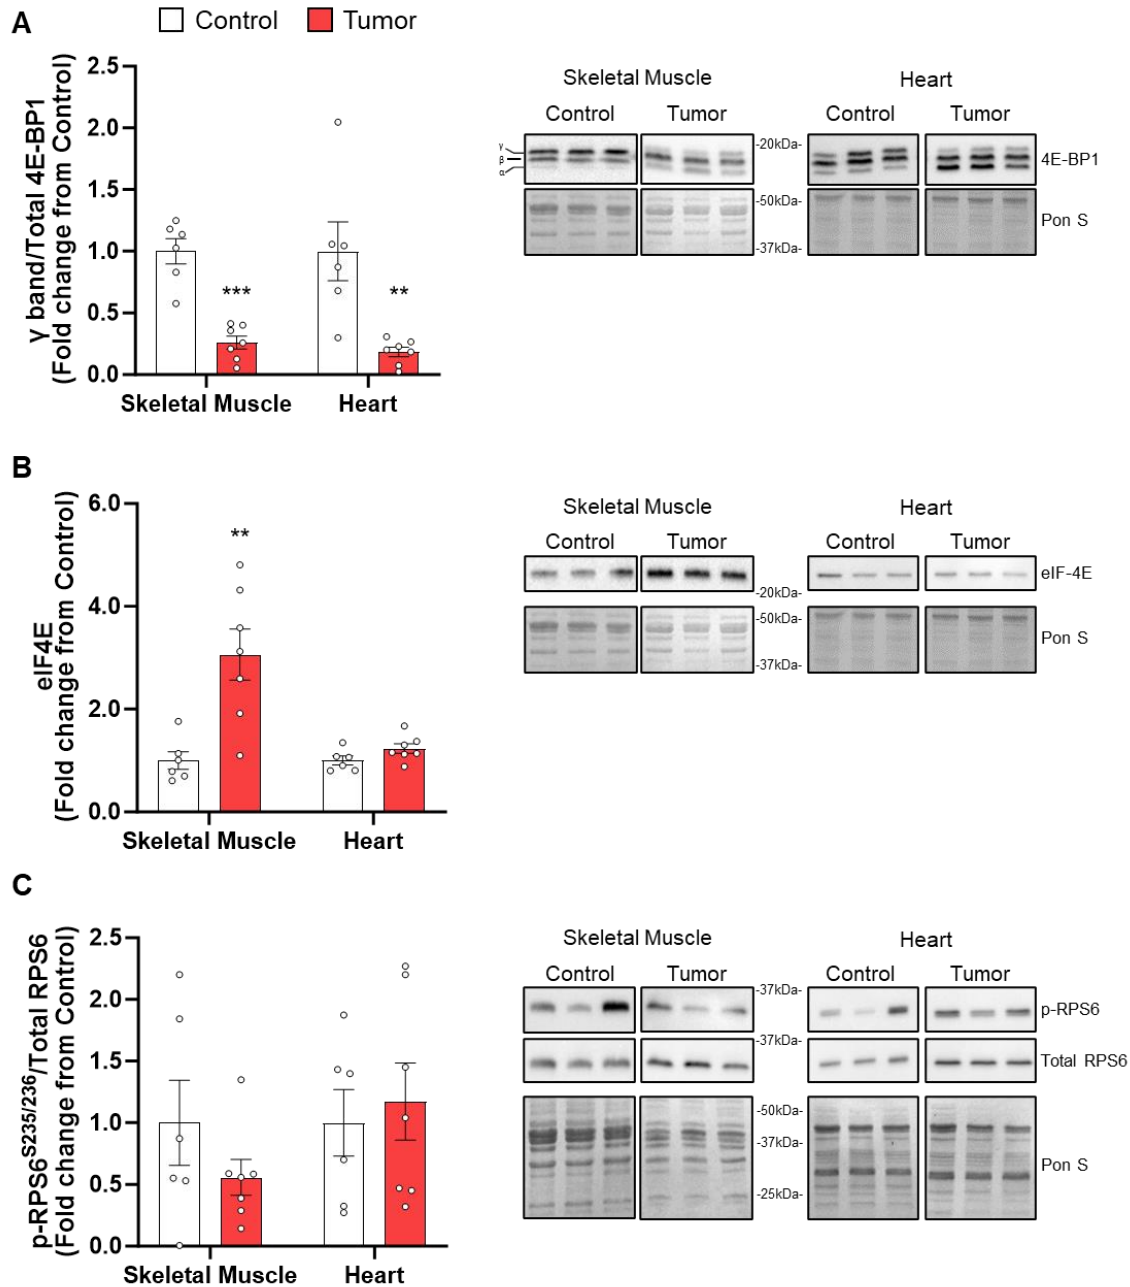 A
Control Tumor
γ band/Total 4E-BP1
(Fold change from Control)
2.5
2.0
1.5
1.0
0.5
0.0
***
**
Skeletal Muscle Heart
Skeletal Muscle Heart
Control Tumor Control Tumor
γ
β
α
-20kDa-
4E-BP1
-50kDa-
Pon S
-37kDa-
B
eIF4E
(Fold change from Control)
6.0
4.0
2.0
0.0
**
Skeletal Muscle Heart
Skeletal Muscle Heart
Control Tumor Control Tumor
eIF-4E
-20kDa-
-50kDa-
Pon S
-37kDa-
C
p-RPS6S235/236/Total RPS6
(Fold change from Control)
2.5
2.0
1.5
1.0
0.5
0.0
Skeletal Muscle Heart
Skeletal Muscle Heart
Control Tumor Control Tumor
-37kDa-
p-RPS6
-37kDa-
Total RPS6
-50kDa-
-37kDa-
Pon S
-25kDa-